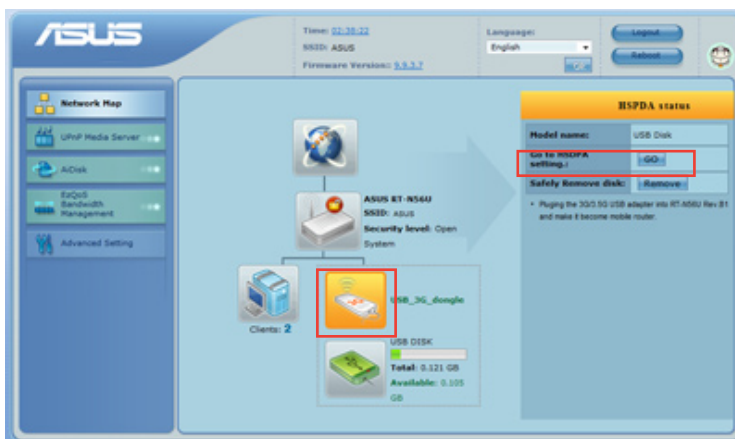 ASUS
Time: 02:38:22
SSID: ASUS
Firmware Version: 9.9.3.7
Language:
English
Logout
Reboot
Network Map
UPnP Media Server
AiDisk
EzQoS
Bandwidth
Management
Advanced Setting
ASUS RT-N56U
SSID: ASUS
Security level: Open
System
Clients: 2
USB_3G_dongle
USB DISK
Total: 0.121 GB
Available: 0.105
GB
HSPDA status
Model name: USB Disk
Go to HSDPA
setting.: GO
Safely Remove disk: Remove
• Pluging the 3G/3.5G USB adapter into RT-N56U Rev.B1
and make it become mobile router.